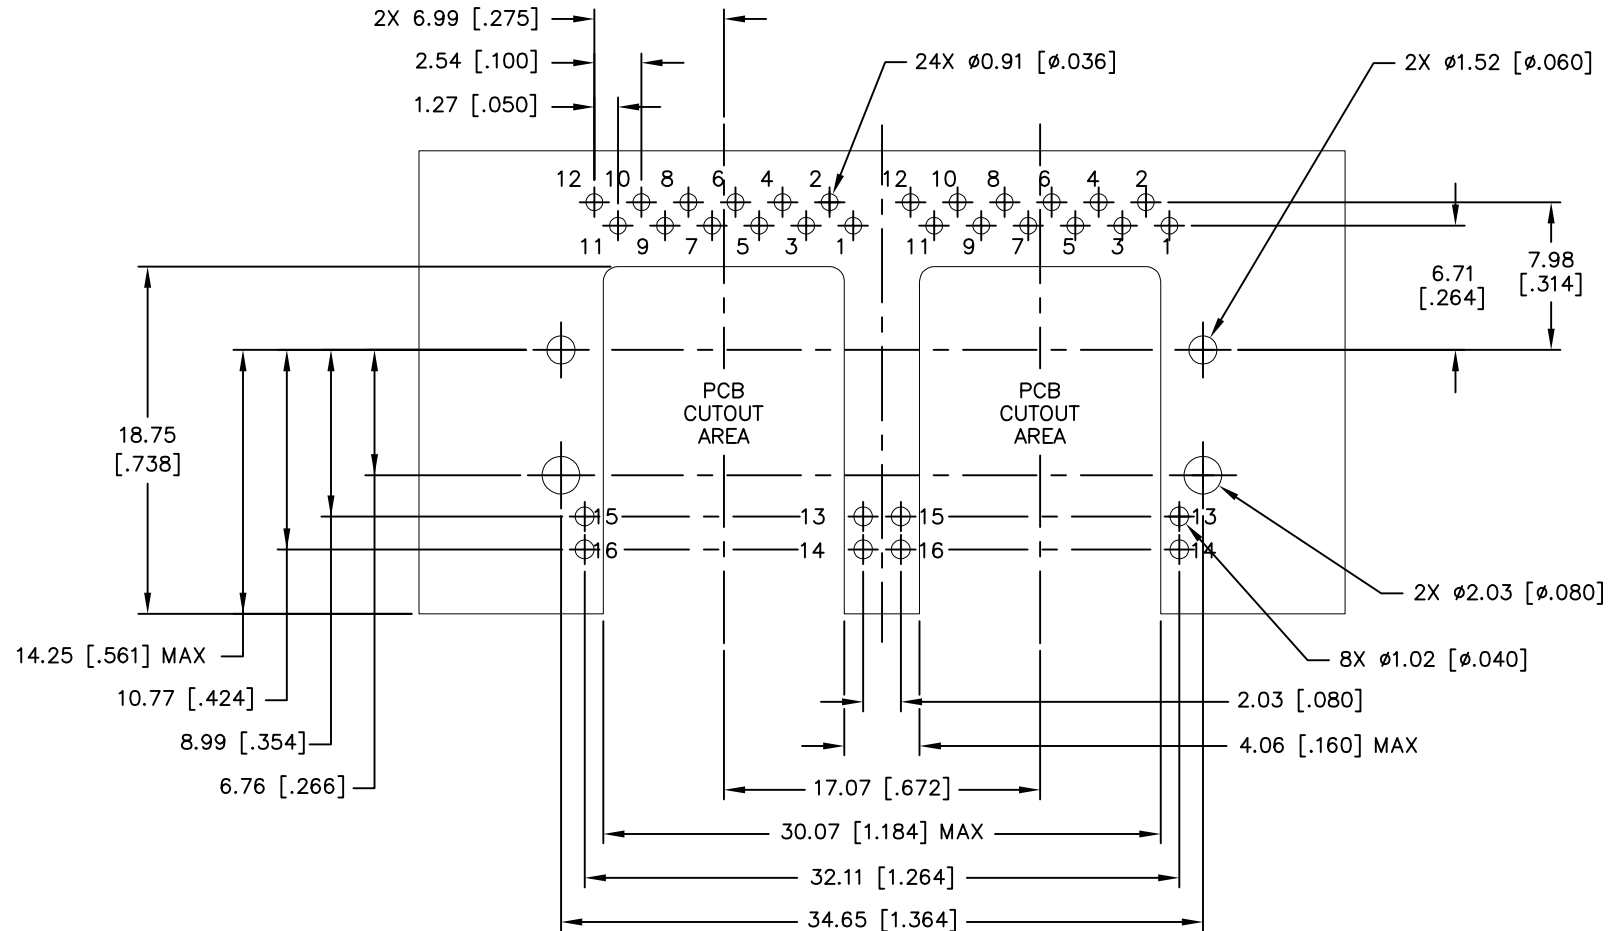 2X 6.99 [.275]
2.54 [.100]
24X ø0.91 [ø.036]
2X ø1.52 [ø.060]
1.27 [.050]
12 10 8 6 4 2 12 10 8 6 4 2
11 9 7 5 3 1 11 9 7 5 3 1
7.98
[.314]
6.71
[.264]
PCB
CUTOUT
AREA
PCB
CUTOUT
AREA
18.75
[.738]
15 13 15 13
16 14 16 14
2X ø2.03 [ø.080]
14.25 [.561] MAX
8X ø1.02 [ø.040]
10.77 [.424]
2.03 [.080]
8.99 [.354]
4.06 [.160] MAX
6.76 [.266]
17.07 [.672]
30.07 [1.184] MAX
32.11 [1.264]
34.65 [1.364]